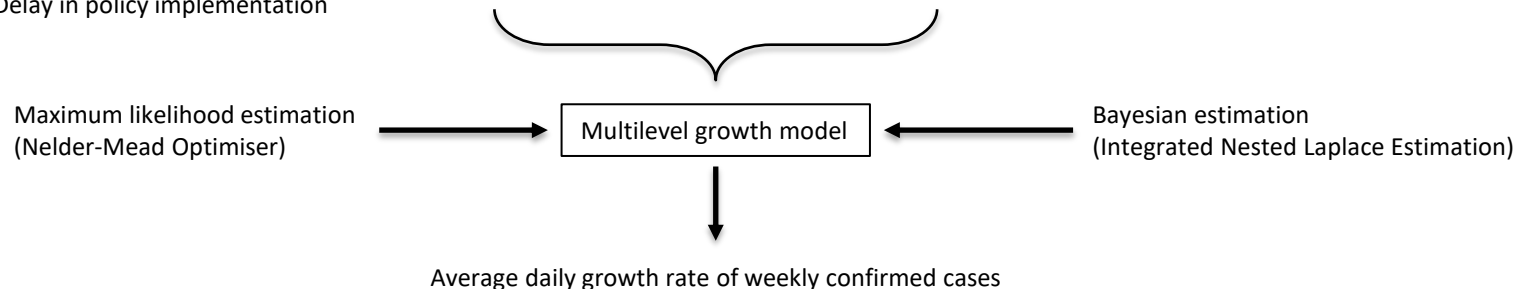 Delay in policy implementation
Maximum likelihood estimation
(Nelder-Mead Optimiser)
Multilevel growth model
Bayesian estimation
(Integrated Nested Laplace Estimation)
Average daily growth rate of weekly confirmed cases